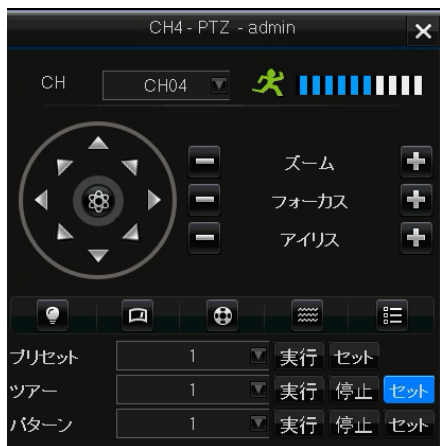 CH4 - PTZ - admin
CH CH04
ズーム
フォーカス
アイリス
プリセット 1 実行 セット
ツアー 1 実行 停止 セット
パターン 1 実行 停止 セット